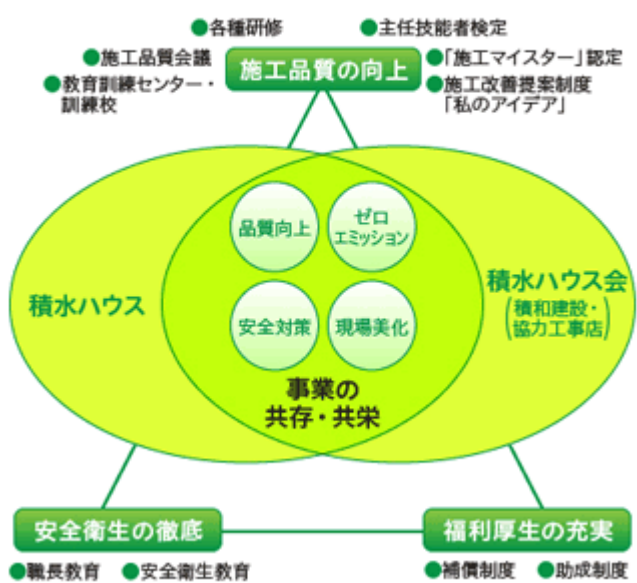 ●各種研修
●主任技能者検定
●施工品質会議
●「施工マイスター」認定
●教育訓練センター・
訓練校
施工品質の向上
●施工改善提案制度
「私のアイデア」
品質向上
ゼロ
エミッション
積水ハウス
積水ハウス会
(積和建設・
協力工事店)
安全対策
現場美化
事業の
共存・共栄
安全衛生の徹底
福利厚生の充実
●職長教育
●安全衛生教育
●補償制度
●助成制度